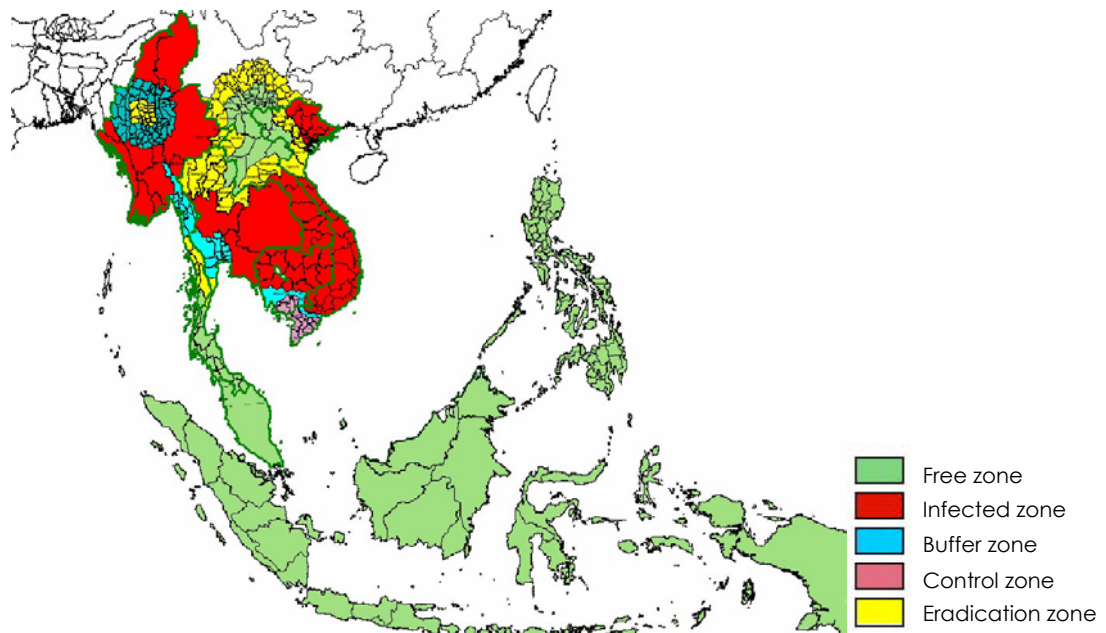 Free zone
Infected zone
Buffer zone
Control zone
Eradication zone